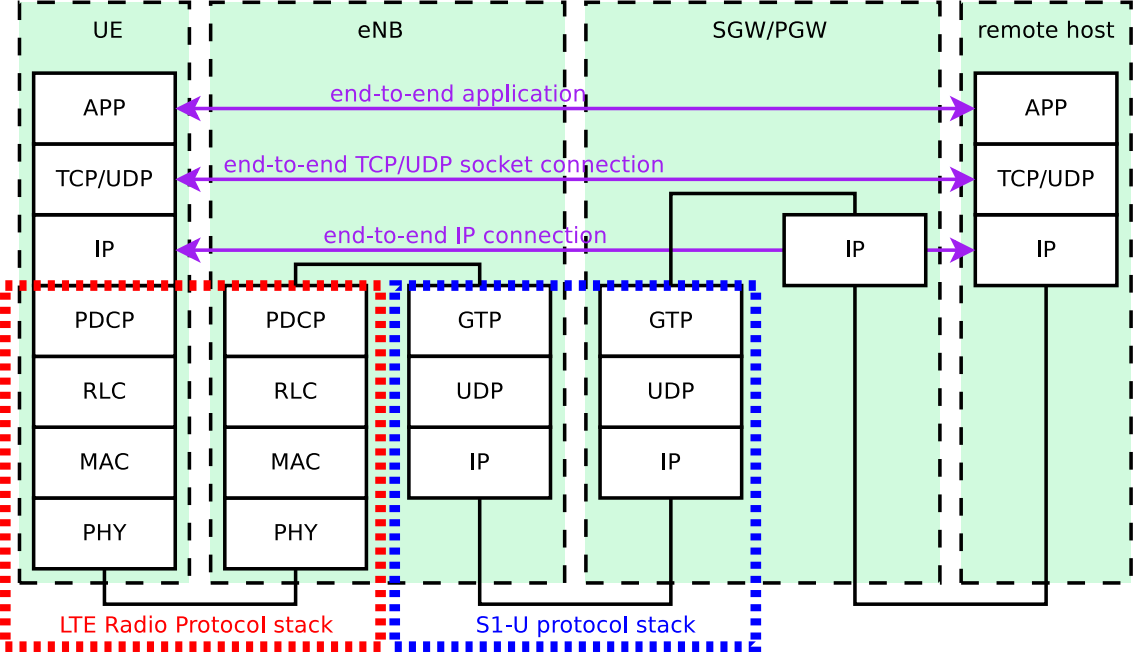 UE
eNB
SGW/PGW
remote host
APP
end-to-end application
APP
TCP/UDP
end-to-end TCP/UDP socket connection
TCP/UDP
IP
end-to-end IP connection
IP
IP
PDCP
PDCP
GTP
GTP
RLC
RLC
UDP
UDP
MAC
MAC
IP
IP
PHY
PHY
LTE Radio Protocol stack
S1-U protocol stack